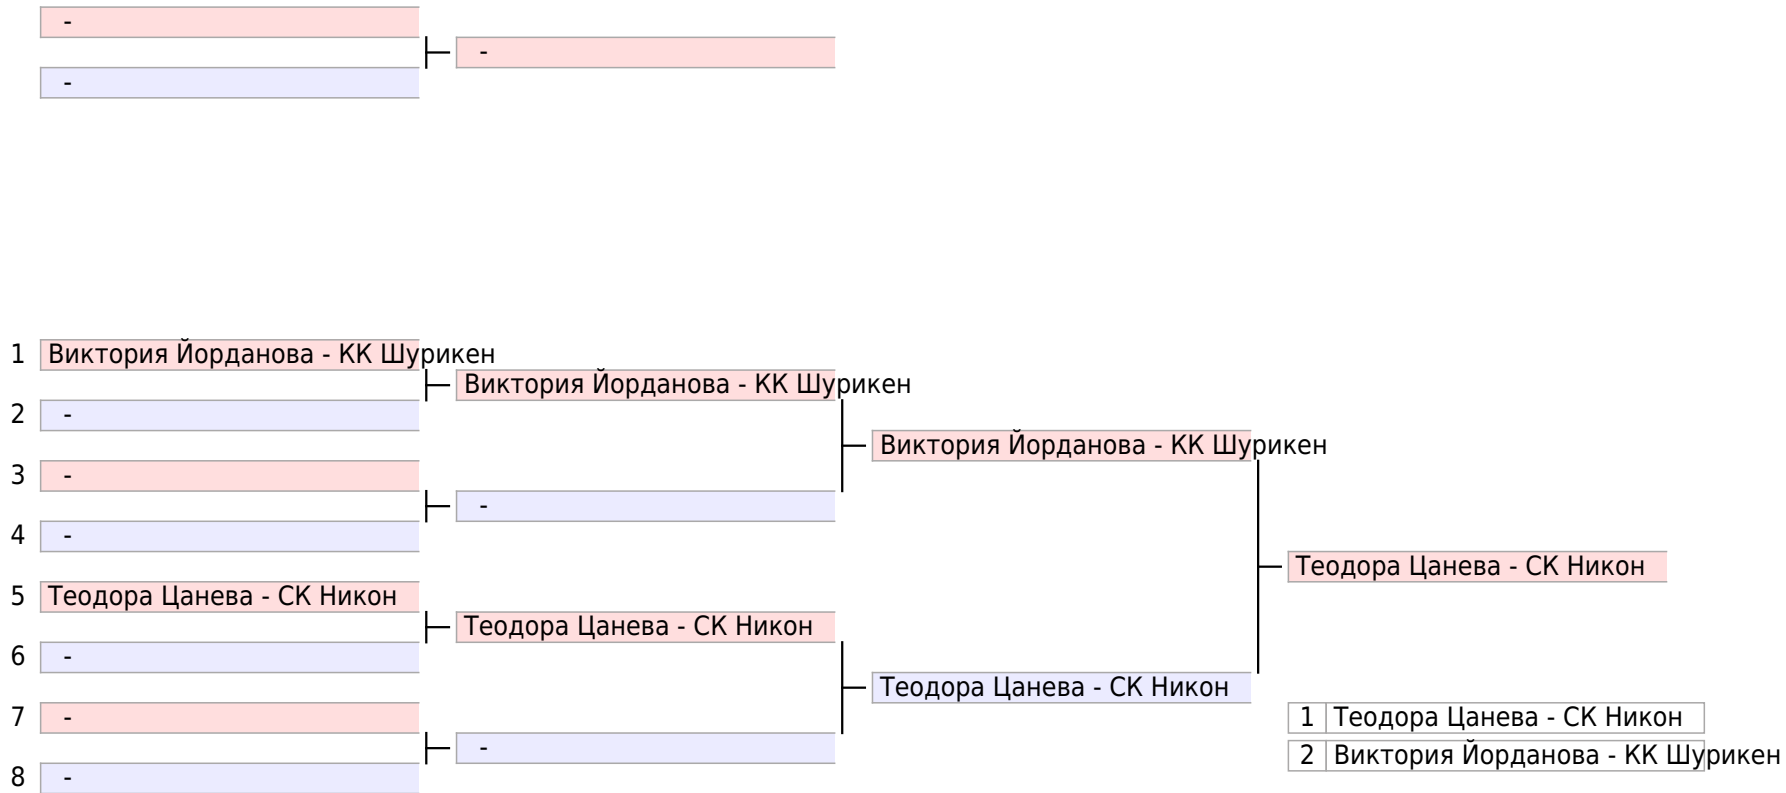 -
-
-
1 Виктория Йорданова - КК Шурикен
Виктория Йорданова - КК Шурикен
2 -
Виктория Йорданова - КК Шурикен
3 -
-
4 -
Теодора Цанева - СК Никон
5 Теодора Цанева - СК Никон
Теодора Цанева - СК Никон
6 -
Теодора Цанева - СК Никон
7 -
1 Теодора Цанева - СК Никон
-
2 Виктория Йорданова - КК Шурикен
8 -